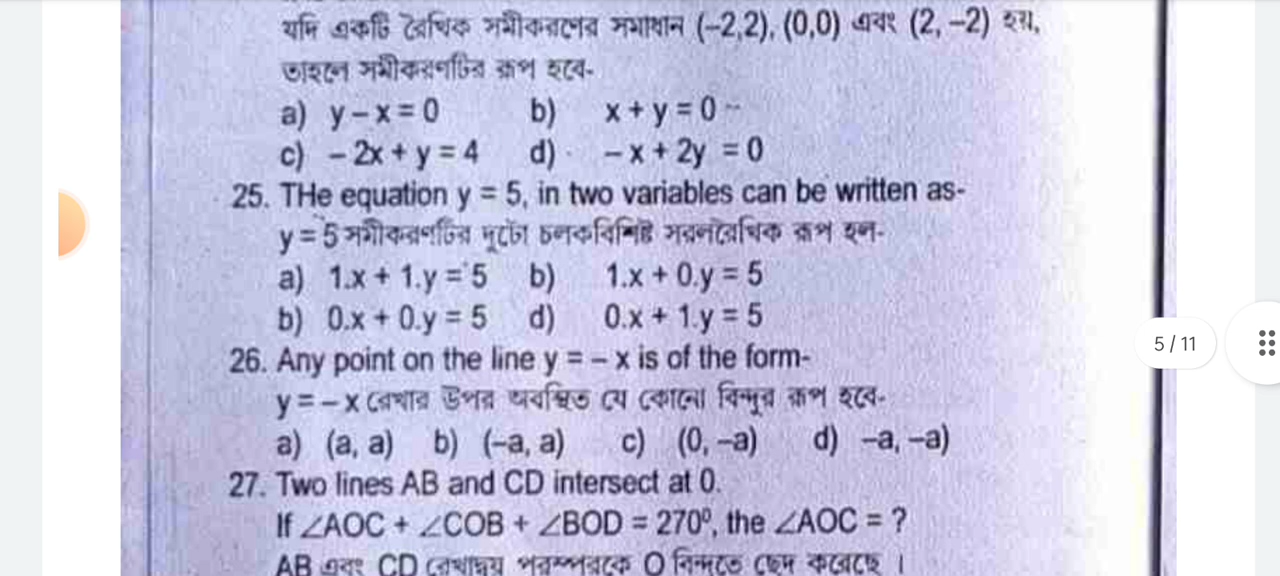 যদি একটি রৈখিক সমীকরণের সমাধান (–2,2), (0,0) এবং (2, –2) হয়,
তাহলে সমীকরণটির রূপ হবে-
a) y – x = 0 b) x + y = 0
c) – 2x + y = 4 d) – x + 2y = 0
25. THe equation y = 5, in two variables can be written as-
y = 5 সমীকরণটির দুটো চলকবিশিষ্ট সরলরৈখিক রূপ হল-
a) 1.x + 1.y = 5 b) 1.x + 0.y = 5
b) 0.x + 0.y = 5 d) 0.x + 1.y = 5
26. Any point on the line y = – x is of the form-
y = – x রেখার উপর অবস্থিত যে কোনো বিন্দুর রূপ হবে-
a) (a, a) b) (–a, a) c) (0, –a) d) –a, –a)
27. Two lines AB and CD intersect at 0.
If ∠AOC + ∠COB + ∠BOD = 270⁰, the ∠AOC = ?
AB এবং CD রেখাদ্বয় পরস্পরকে O বিন্দুতে ছেদ করেছে ।
5 / 11